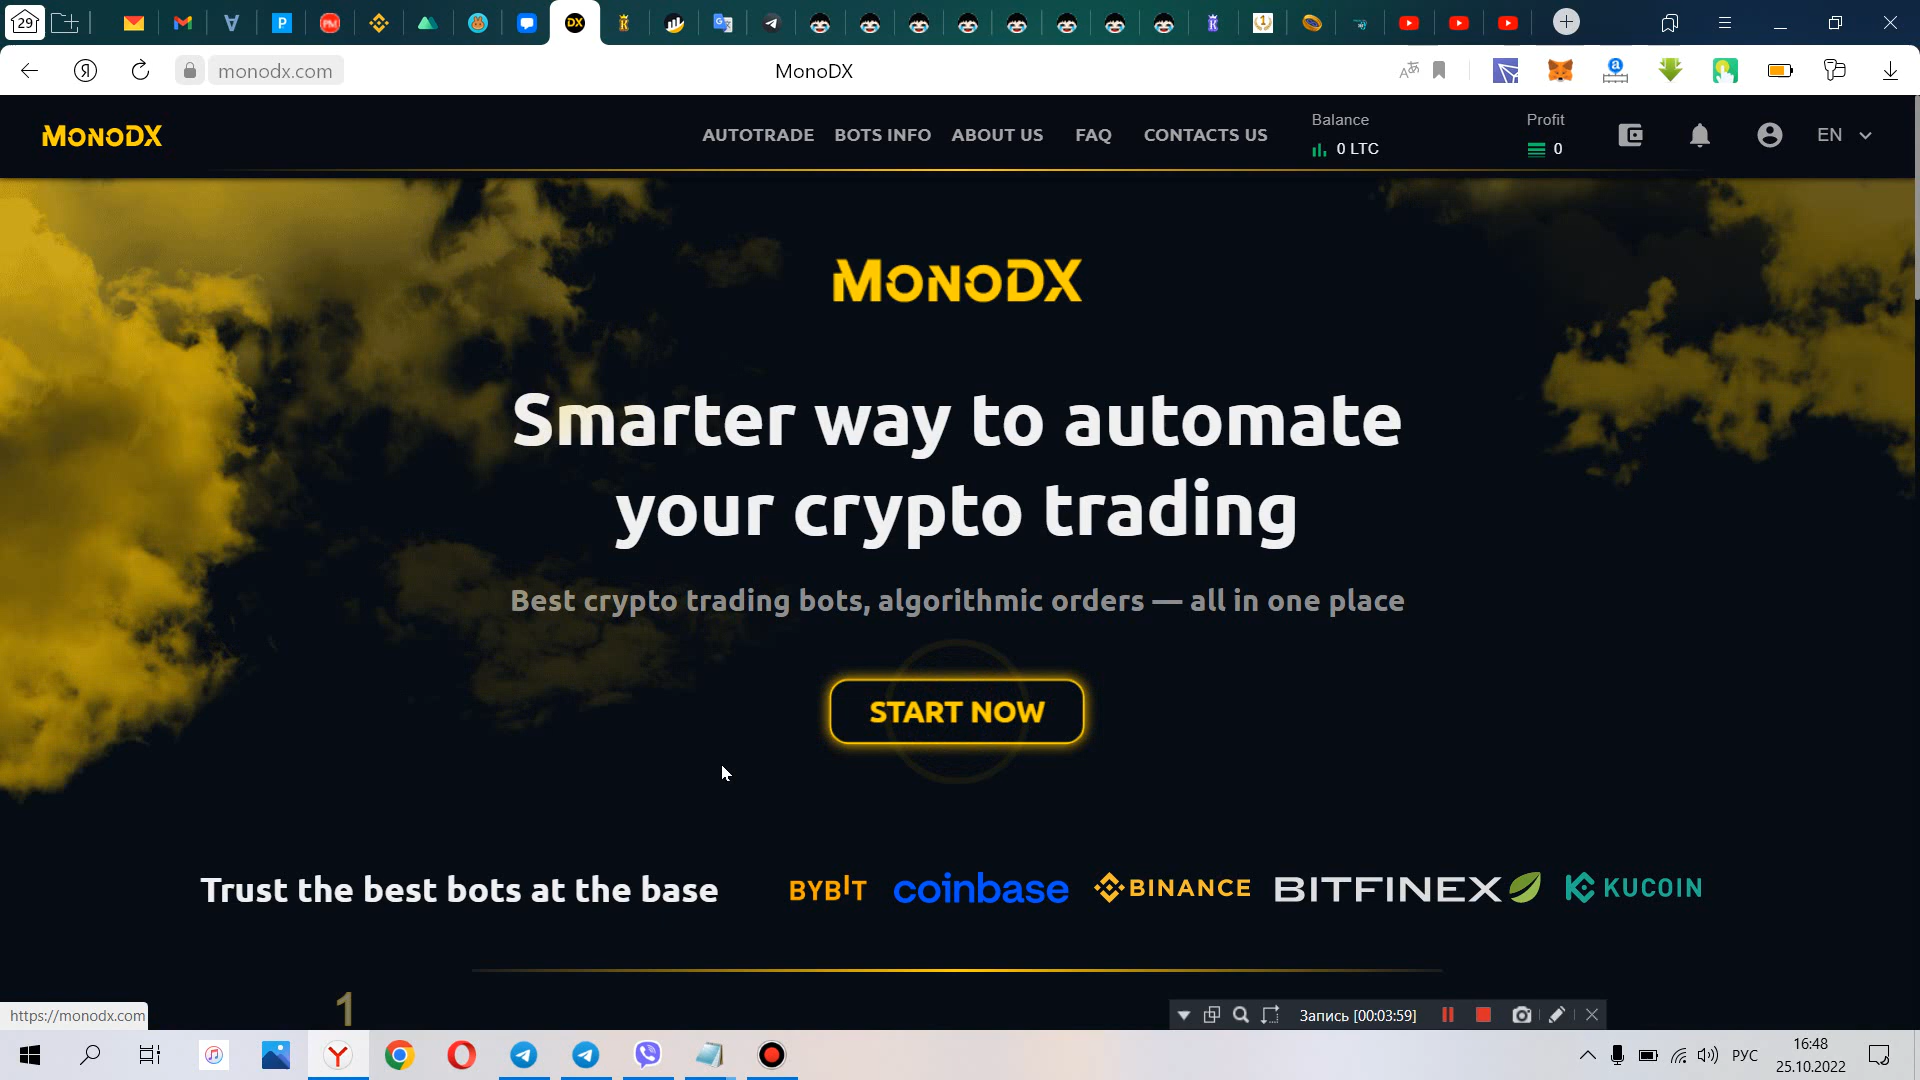 29
DX
monodx.com
MonoDX
MONODX
AUTOTRADE
BOTS INFO
ABOUT US
FAQ
CONTACTS US
Balance
0 LTC
Profit
0
EN
MONODX
Smarter way to automate
your crypto trading
Best crypto trading bots, algorithmic orders — all in one place
START NOW
Trust the best bots at the base
BYBIT
coinbase
BINANCE
BITFINEX
KUCOIN
1
https://monodx.com
Запись [00:03:59]
РУС
16:48
25.10.2022